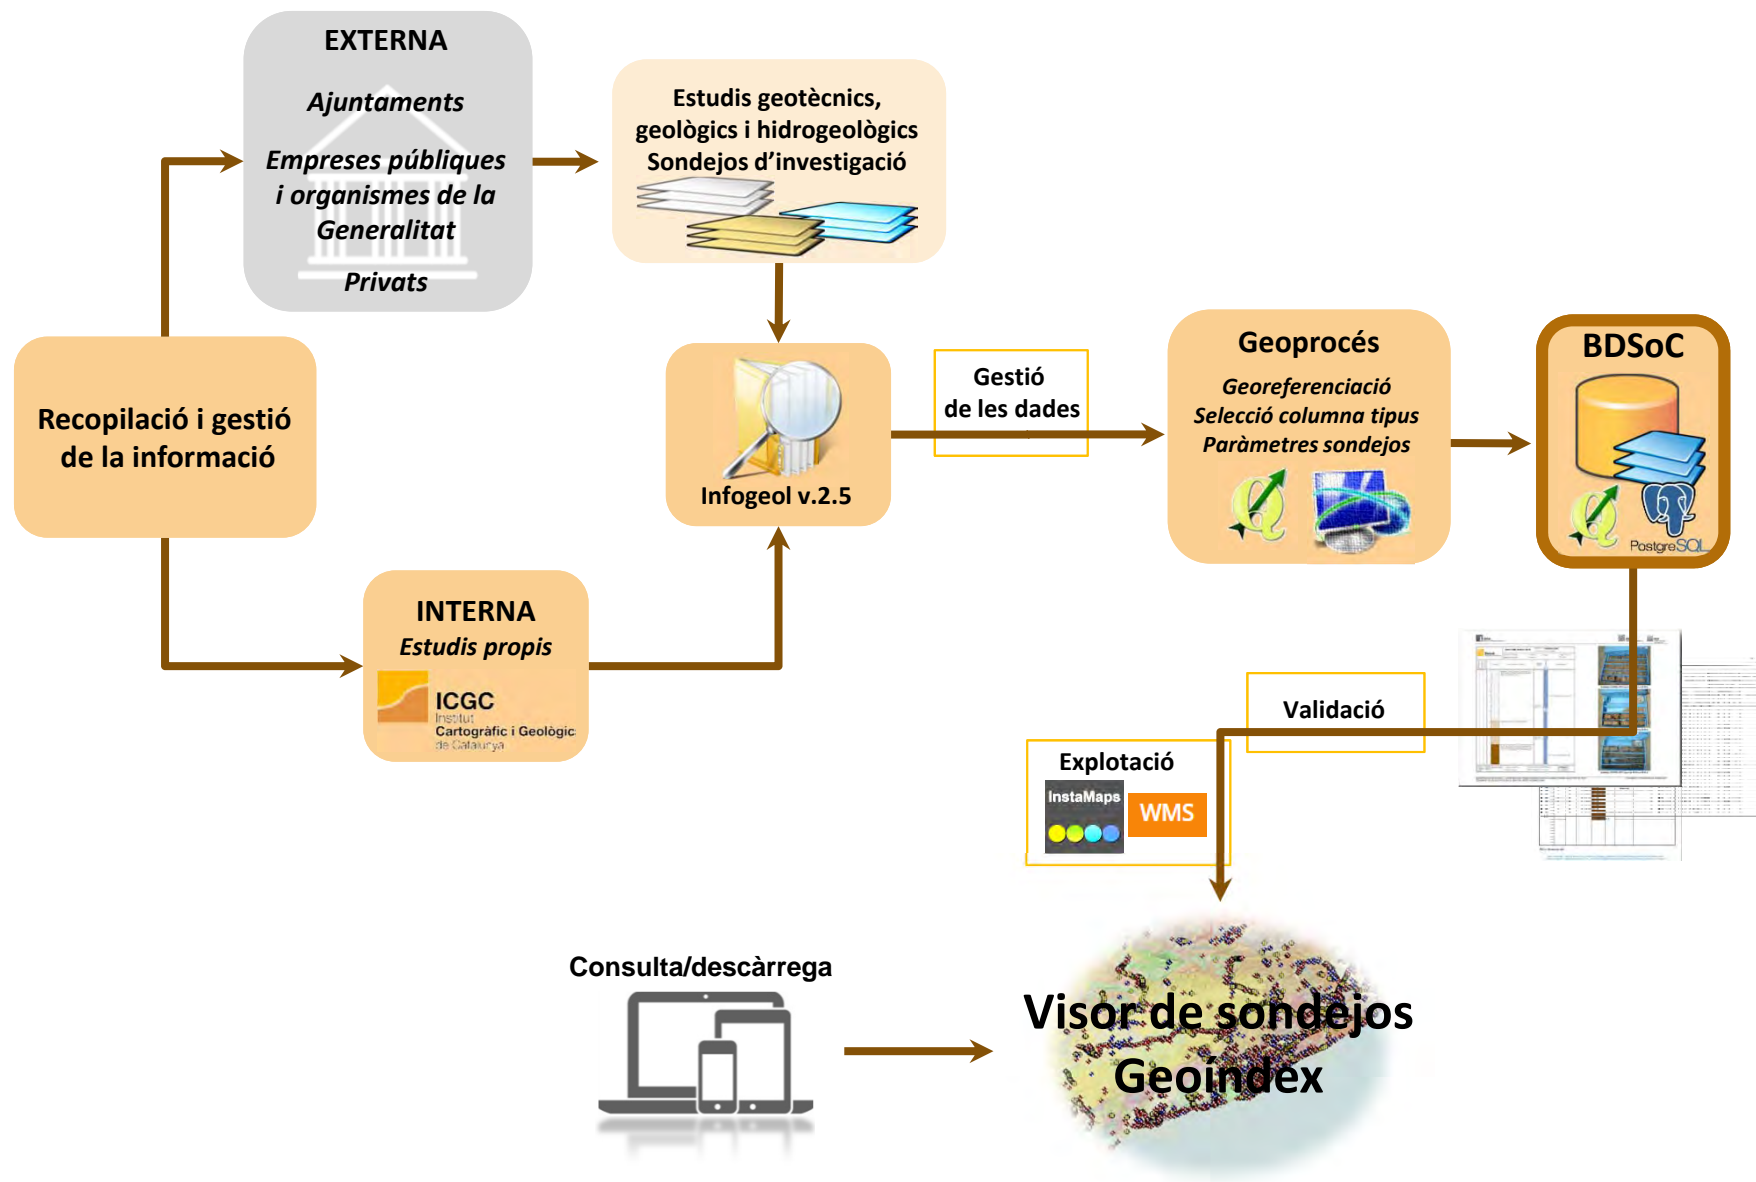 EXTERNA
Ajuntaments
Empreses públiques
i organismes de la
Generalitat
Privats
Estudis geotècnics,
geològics i hidrogeològics
Sondejos d’investigació
Recopilació i gestió
de la informació
Infogeol v.2.5
Gestió
de les dades
Geoprocés
Georeferenciació
Selecció columna tipus
Paràmetres sondejos
BDSoC
PostgreSQL
INTERNA
Estudis propis
ICGC
Institut
Cartogràfic i Geològic
de Catalunya
Validació
Explotació
InstaMaps
WMS
Consulta/descàrrega
Visor de sondejos
Geoíndex